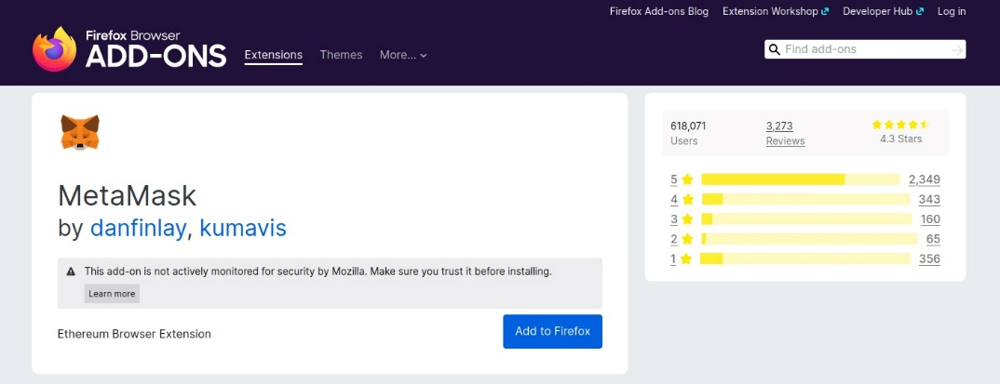 Firefox Add-ons Blog Extension Workshop Developer Hub Log in
Firefox Browser
ADD-ONS
Extensions Themes More...
Find add-ons
MetaMask
by danfinlay, kumavis
This add-on is not actively monitored for security by Mozilla. Make sure you trust it before installing.
Learn more
Ethereum Browser Extension
Add to Firefox
618,071
Users
3,273
Reviews
4.3 Stars
5 2,349
4 343
3 160
2 65
1 356